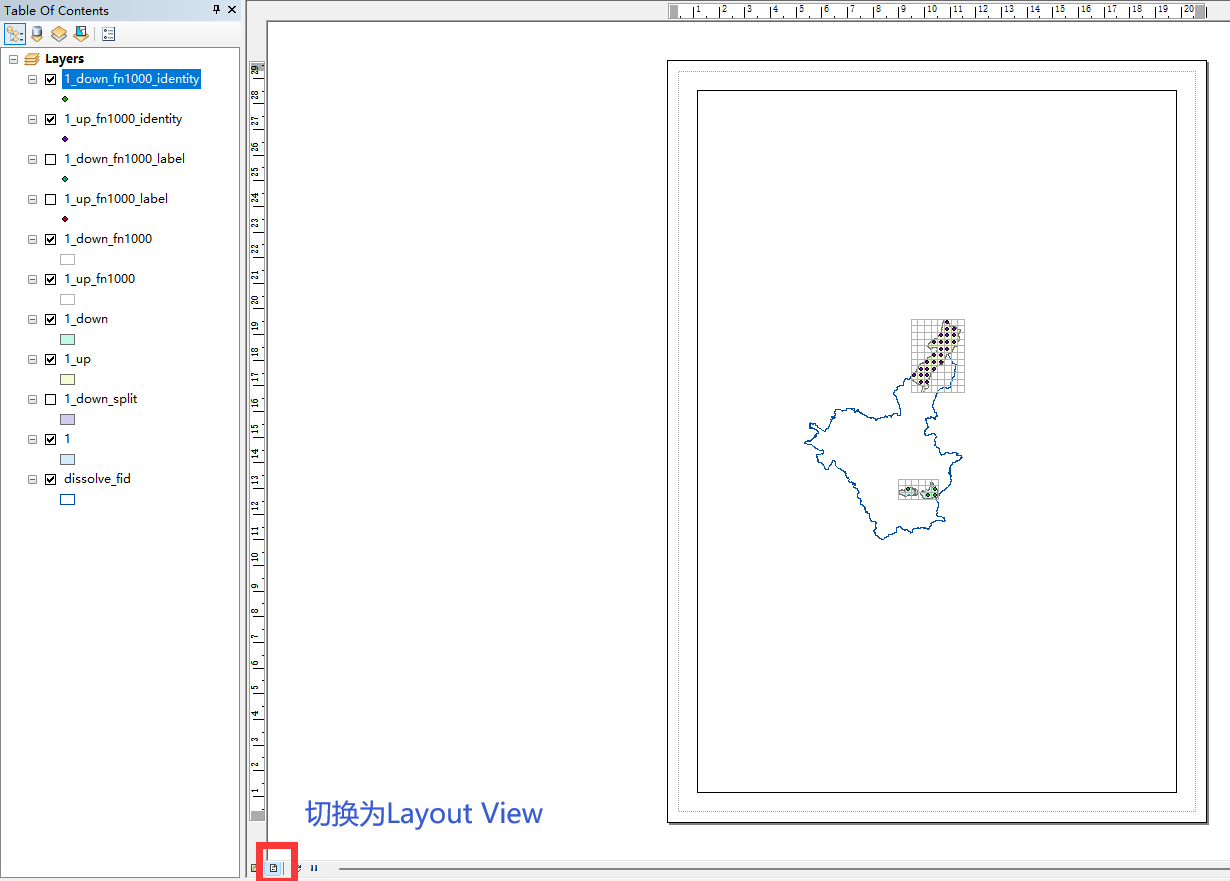 Table Of Contents
Layers
1_down_fn1000_identity
1_up_fn1000_identity
1_down_fn1000_label
1_up_fn1000_label
1_down_fn1000
1_up_fn1000
1_down
1_up
1_down_split
1
dissolve_fid
1 2 3 4 5 6 7 8 9 10 11 12 13 14 15 16 17 18 19 20
29
28
27
26
25
24
23
22
21
20
19
18
17
16
15
14
13
12
11
10
9
8
7
6
5
4
3
2
1
切换为Layout View